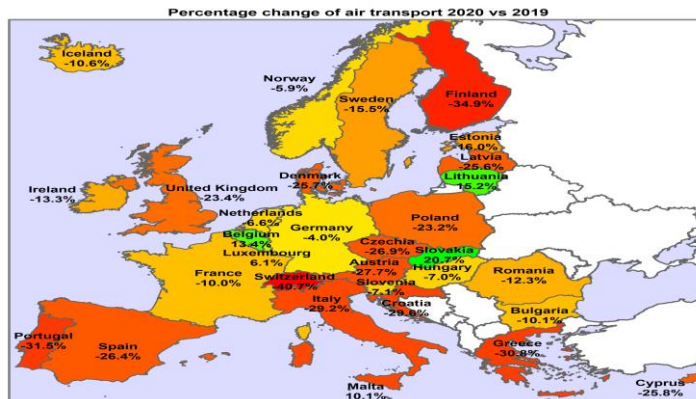 Percentage change of air transport 2020 vs 2019
Iceland
-10.6%
Norway
-5.9%
Sweden
-15.5%
Finland
-34.9%
Estonia
16.0%
Latvia
-25.6%
Lithuania
15.2%
Denmark
-25.7%
Ireland
-13.3%
United Kingdom
-23.4%
Netherlands
-6.6%
Belgium
13.4%
Luxembourg
6.1%
Germany
-4.0%
Poland
-23.2%
Czechia
-26.9%
Slovakia
20.7%
Austria
-27.7%
Hungary
-7.0%
France
-10.0%
Switzerland
-40.7%
Slovenia
-7.1%
Croatia
-29.6%
Romania
-12.3%
Bulgaria
-10.1%
Italy
-29.2%
Portugal
-31.5%
Spain
-26.4%
Greece
-30.8%
Malta
10.1%
Cyprus
-25.8%